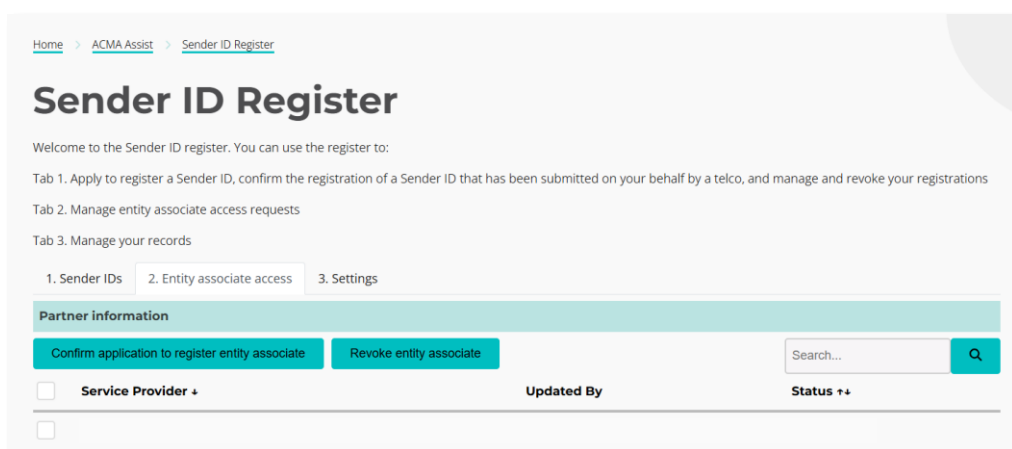 Home > ACMA Assist > Sender ID Register
Sender ID Register
Welcome to the Sender ID register. You can use the register to:
Tab 1. Apply to register a Sender ID, confirm the registration of a Sender ID that has been submitted on your behalf by a telco, and manage and revoke your registrations
Tab 2. Manage entity associate access requests
Tab 3. Manage your records
1. Sender IDs 2. Entity associate access 3. Settings
Partner information
Confirm application to register entity associate Revoke entity associate Search...
Service Provider ↓ Updated By Status ↑↓